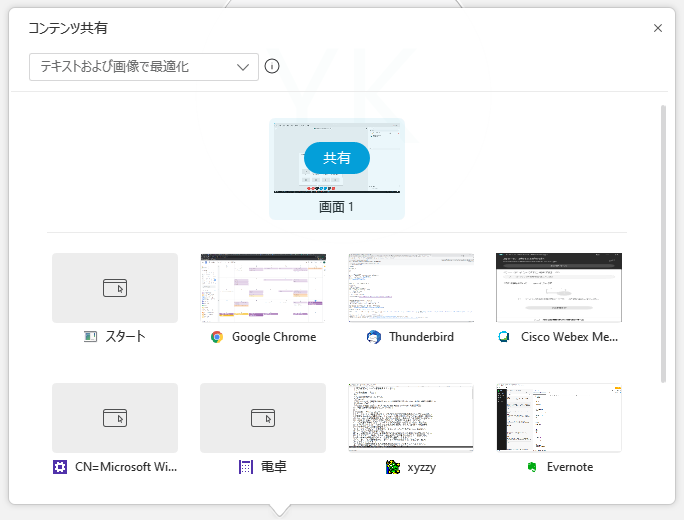 コンテンツ共有
テキストおよび画像で最適化
共有
画面 1
スタート
Google Chrome
Thunderbird
Cisco Webex Me...
CN=Microsoft Wi...
電卓
xyzzy
Evernote